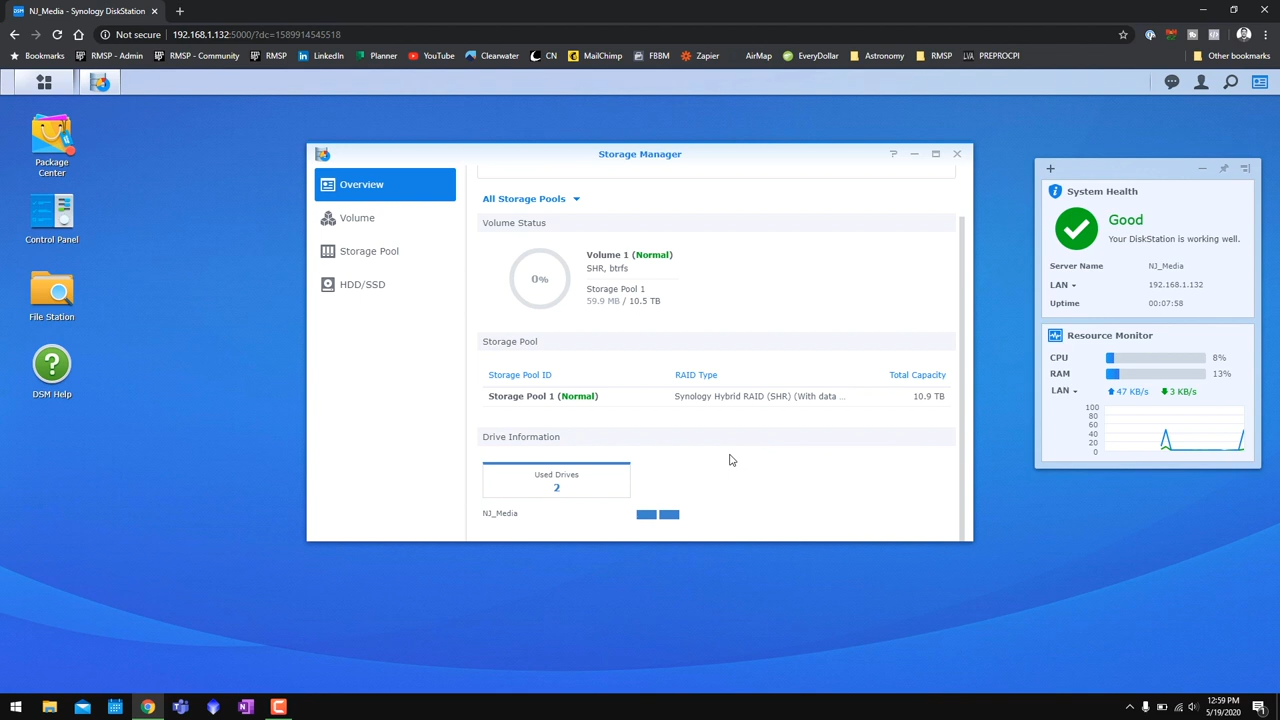 NJ_Media - Synology DiskStation
Not secure 192.168.1.132:5000/?dc=1589914545518
Bookmarks RMSP - Admin RMSP - Community RMSP LinkedIn Planner YouTube Clearwater CN MailChimp FBBM Zapier AirMap EveryDollar Astronomy RMSP PREPROCPI Other bookmarks
Package
Center
Control Panel
File Station
DSM Help
Storage Manager
Overview
Volume
Storage Pool
HDD/SSD
All Storage Pools
Volume Status
0%
Volume 1 (Normal)
SHR, btrfs
Storage Pool 1
59.9 MB / 10.5 TB
Storage Pool
Storage Pool ID RAID Type Total Capacity
Storage Pool 1 (Normal) Synology Hybrid RAID (SHR) (With data ... 10.9 TB
Drive Information
Used Drives
2
NJ_Media
System Health
Good
Your DiskStation is working well.
Server Name NJ_Media
LAN 192.168.1.132
Uptime 00:07:58
Resource Monitor
CPU 8%
RAM 13%
LAN 47 KB/s 3 KB/s
100
80
60
40
20
0
12:59 PM
5/19/2020